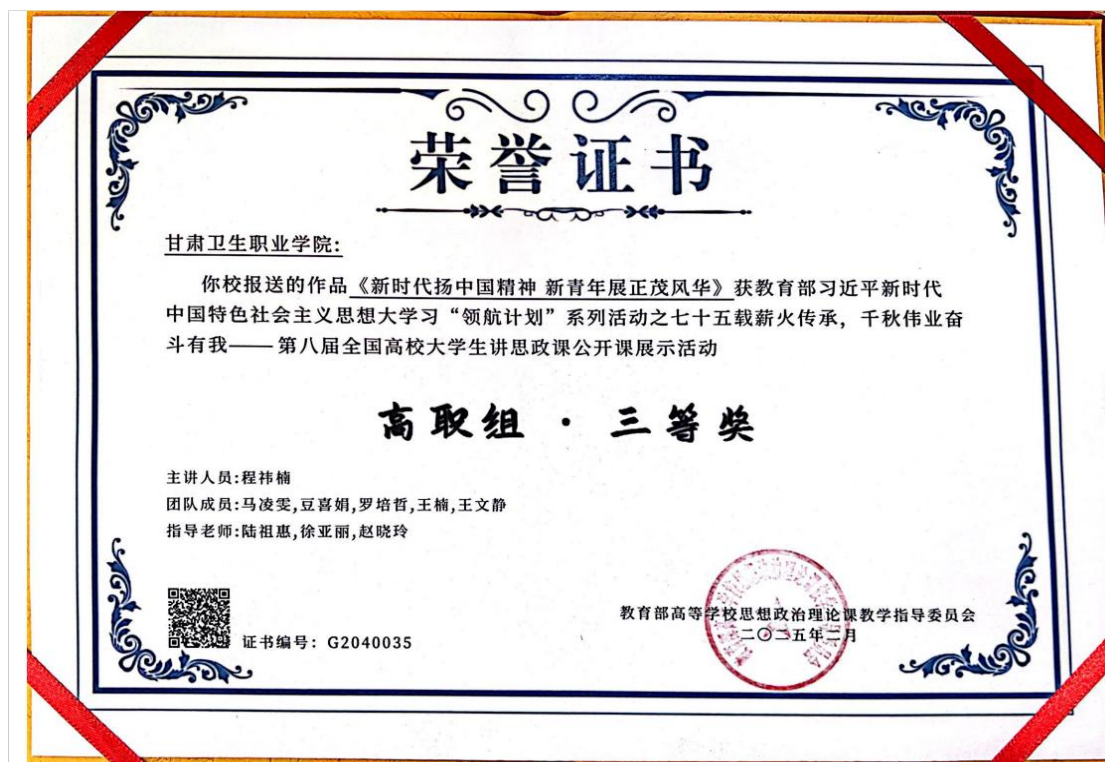 荣誉证书
甘肃卫生职业学院:
你校报送的作品《新时代扬中国精神 新青年展正茂风华》获教育部习近平新时代
中国特色社会主义思想大学习“领航计划”系列活动之七十五载薪火传承，千秋伟业奋
斗有我——第八届全国高校大学生讲思政课公开课展示活动
高职组 · 三等奖
主讲人员:程祎楠
团队成员:马凌雯,豆喜娟,罗培哲,王楠,王文静
指导老师:陆祖惠,徐亚丽,赵晓玲
教育部高等学校思想政治理论课教学指导委员会
二〇二五年二月
证书编号：G2040035